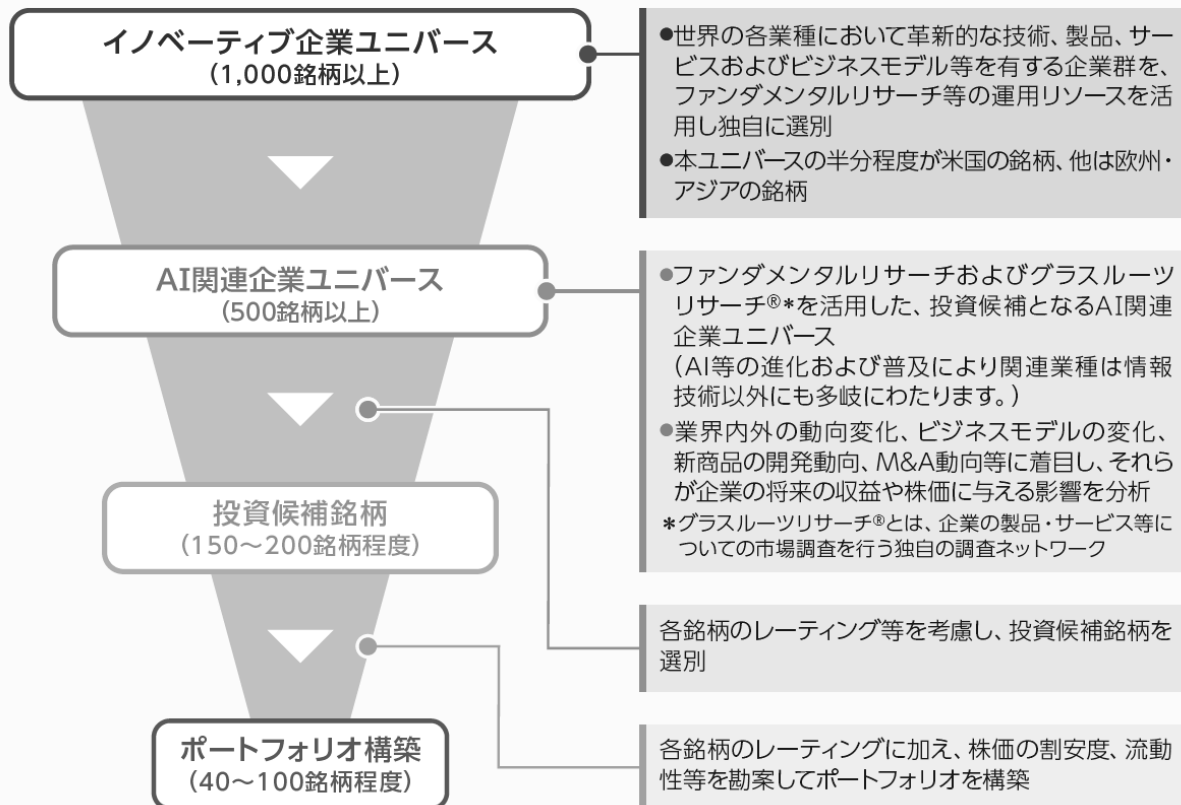 イノベーティブ企業ユニバース
(1,000銘柄以上)
●世界の各業種において革新的な技術、製品、サー
ビスおよびビジネスモデル等を有する企業群を、
ファンダメンタルリサーチ等の運用リソースを活
用し独自に選別
●本ユニバースの半分程度が米国の銘柄、他は欧州・
アジアの銘柄
AI関連企業ユニバース
(500銘柄以上)
●ファンダメンタルリサーチおよびグラスルーツ
リサーチ®*を活用した、投資候補となるAI関連
企業ユニバース
(AI等の進化および普及により関連業種は情報
技術以外にも多岐にわたります。)
●業界内外の動向変化、ビジネスモデルの変化、
新商品の開発動向、M&A動向等に着目し、それら
が企業の将来の収益や株価に与える影響を分析
*グラスルーツリサーチ®とは、企業の製品・サービス等に
ついての市場調査を行う独自の調査ネットワーク
投資候補銘柄
(150～200銘柄程度)
各銘柄のレーティング等を考慮し、投資候補銘柄を
選別
ポートフォリオ構築
(40～100銘柄程度)
各銘柄のレーティングに加え、株価の割安度、流動
性等を勘案してポートフォリオを構築